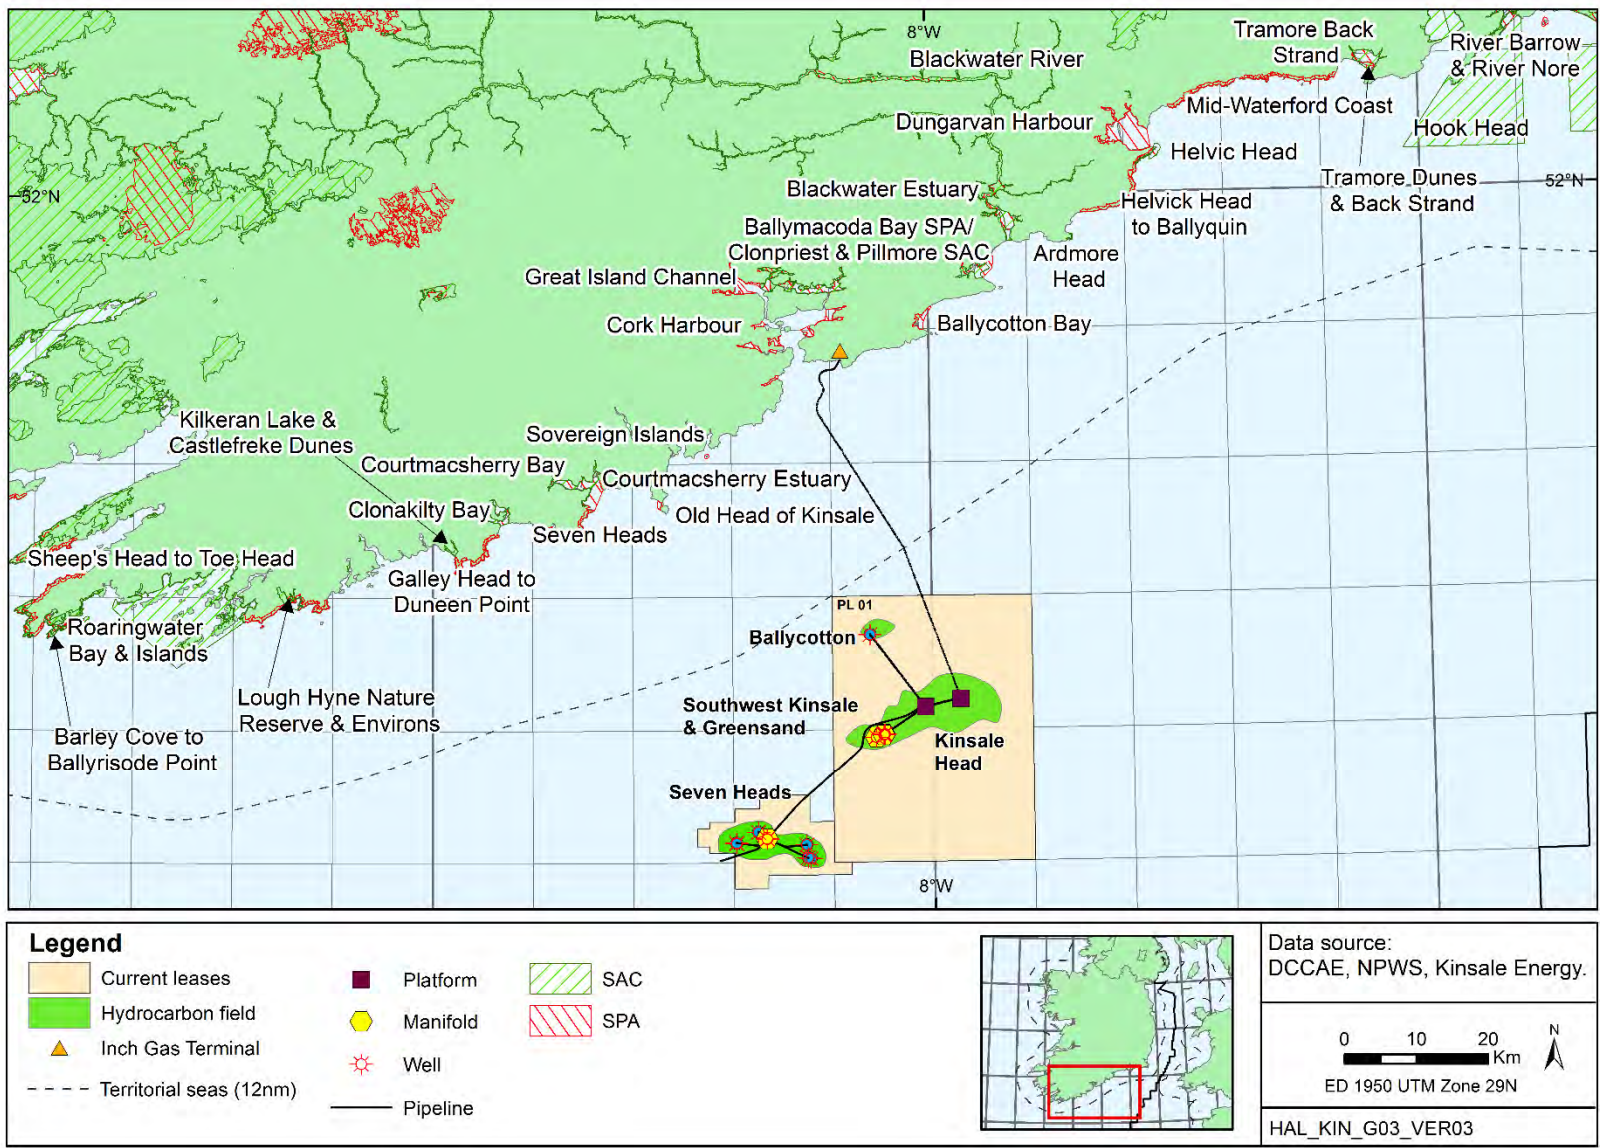 8°W
Tramore Back
Strand
River Barrow
& River Nore
Blackwater River
Mid-Waterford Coast
Dungarvan Harbour
Hook Head
Helvic Head
52°N
52°N
Blackwater Estuary
Tramore Dunes
& Back Strand
Helvick Head
to Ballyquin
Ballymacoda Bay SPA/
Clonpriest & Pillmore SAC
Ardmore
Head
Great Island Channel
Cork Harbour
Ballycotton Bay
Kilkeran Lake &
Castlefreke Dunes
Sovereign Islands
Courtmacsherry Bay
Courtmacsherry Estuary
Clonakilty Bay
Old Head of Kinsale
Seven Heads
Sheep's Head to Toe Head
Galley Head to
Duneen Point
PL 01
Roaringwater
Bay & Islands
Ballycotton
Lough Hyne Nature
Reserve & Environs
Southwest Kinsale
& Greensand
Barley Cove to
Ballyrisode Point
Kinsale
Head
Seven Heads
8°W
Legend
Current leases
Hydrocarbon field
Inch Gas Terminal
Territorial seas (12nm)
Platform
Manifold
Well
Pipeline
SAC
SPA
Data source:
DCCAE, NPWS, Kinsale Energy.
0 10 20
Km
N
ED 1950 UTM Zone 29N
HAL_KIN_G03_VER03